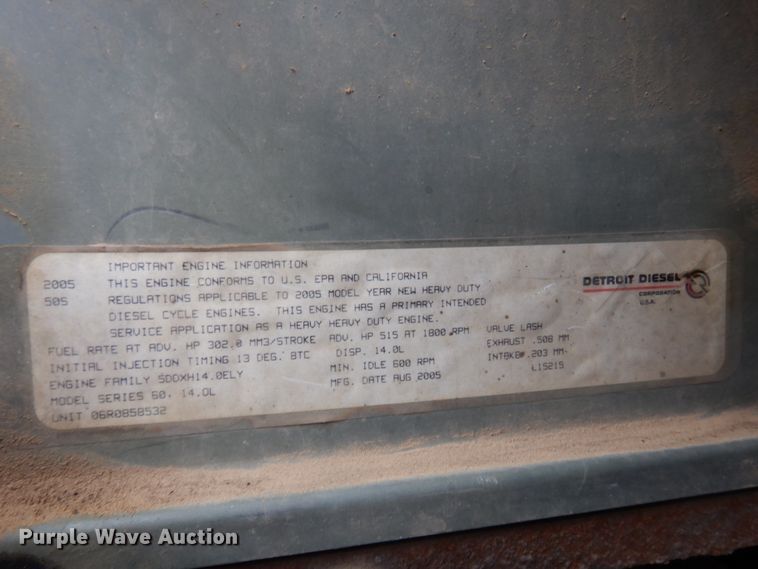 IMPORTANT ENGINE INFORMATION
2005 THIS ENGINE CONFORMS TO U.S. EPA AND CALIFORNIA
505 REGULATIONS APPLICABLE TO 2005 MODEL YEAR NEW HEAVY DUTY
DIESEL CYCLE ENGINES. THIS ENGINE HAS A PRIMARY INTENDED
SERVICE APPLICATION AS A HEAVY HEAVY DUTY ENGINE.
FUEL RATE AT ADV. HP 302.0 MM3/STROKE ADV. HP 515 AT 1800 RPM VALVE LASH
INITIAL INJECTION TIMING 13 DEG. BTC DISP. 14.0L EXHAUST .508 MM
ENGINE FAMILY 5DDXH14.0ELY MIN. IDLE 600 RPM INTAKE .203 MM
MODEL SERIES 60, 14.0L MFG. DATE AUG 2005 L15215
UNIT 06R0858532
DETROIT DIESEL
CORPORATION
U.S.A.
Purple Wave Auction